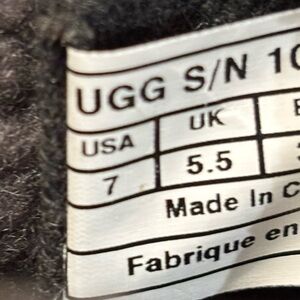 UGG S/N 10
USA UK E
7 5.5
Made In C
Fabrique en